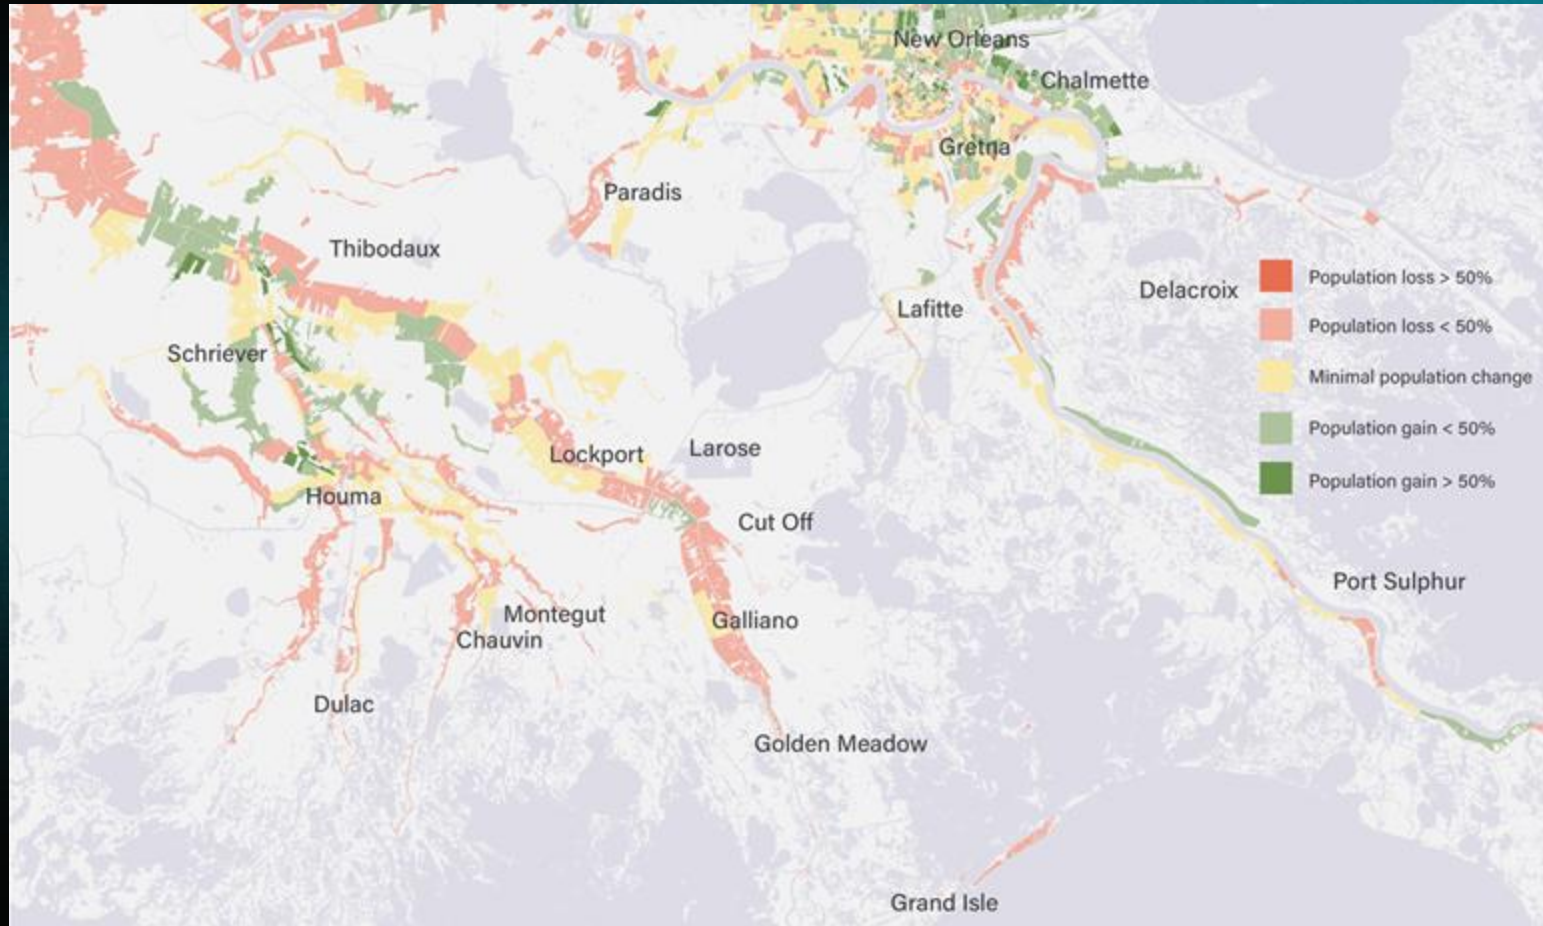 New Orleans
Chalmette
Gretna
Paradis
Thibodaux
Delacroix
Lafitte
Schriever
Lockport
Larose
Houma
Cut Off
Port Sulphur
Montegut
Chauvin
Galliano
Dulac
Golden Meadow
Grand Isle
Population loss > 50%
Population loss < 50%
Minimal population change
Population gain < 50%
Population gain > 50%